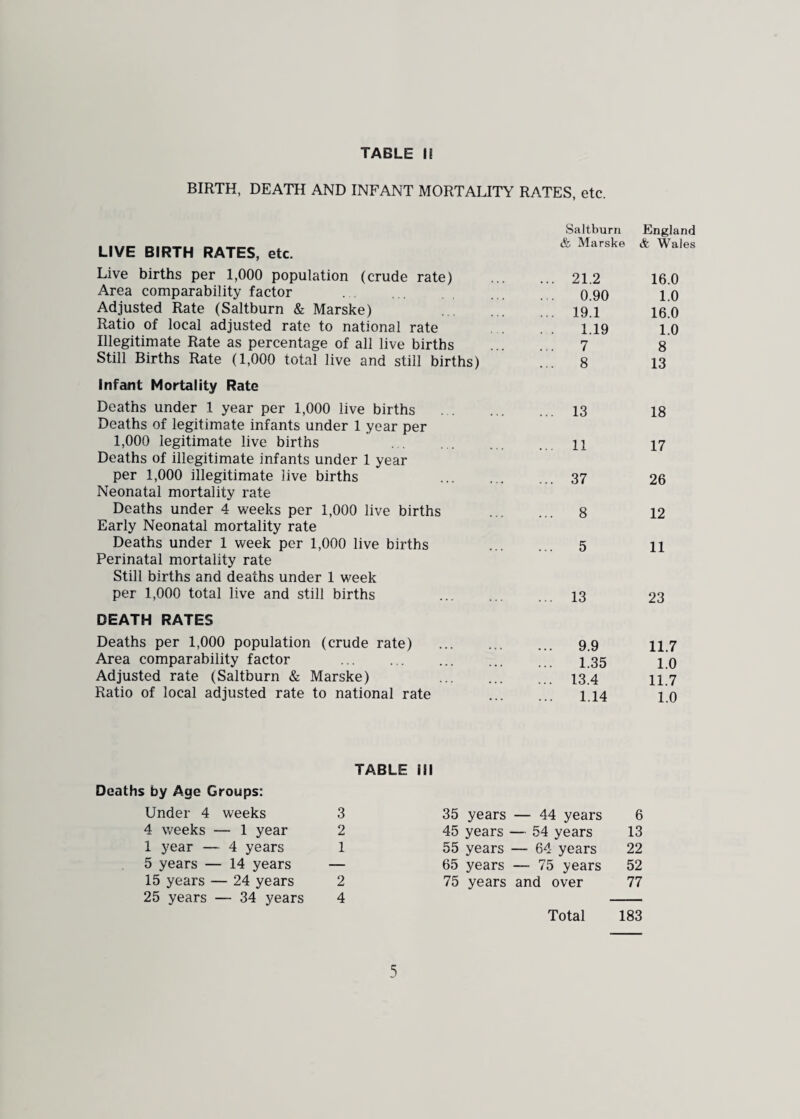 TABLE II
BIRTH, DEATH AND INFANT MORTALITY RATES, etc.
Saltburn England
LIVE BIRTH RATES, etc. & Marske & Wales
Live births per 1,000 population (crude rate) ... ... 21.2 16.0
Area comparability factor ... ... ... ... ... 0.90 1.0
Adjusted Rate (Saltburn & Marske) ... ... ... 19.1 16.0
Ratio of local adjusted rate to national rate ... ... 1.19 1.0
Illegitimate Rate as percentage of all live births ... ... 7 8
Still Births Rate (1,000 total live and still births) ... 8 13
Infant Mortality Rate
Deaths under 1 year per 1,000 live births ... ... ... 13 18
Deaths of legitimate infants under 1 year per
1,000 legitimate live births ... ... ... ... 11 17
Deaths of illegitimate infants under 1 year
per 1,000 illegitimate live births ... ... ... 37 26
Neonatal mortality rate
Deaths under 4 weeks per 1,000 live births ... ... 8 12
Early Neonatal mortality rate
Deaths under 1 week per 1,000 live births ... ... 5 11
Perinatal mortality rate
Still births and deaths under 1 week
per 1,000 total live and still births ... ... ... 13 23
DEATH RATES
Deaths per 1,000 population (crude rate) ... ... ... 9.9 11.7
Area comparability factor ... ... ... ... ... 1.35 1.0
Adjusted rate (Saltburn & Marske) ... ... ... 13.4 11.7
Ratio of local adjusted rate to national rate ... ... 1.14 1.0
TABLE III
Deaths by Age Groups:
Under 4 weeks 3 35 years — 44 years 6
4 weeks — 1 year 2 45 years — 54 years 13
1 year — 4 years 1 55 years — 64 years 22
5 years — 14 years — 65 years — 75 years 52
15 years — 24 years 2 75 years and over 77
25 years — 34 years 4
Total 183
5